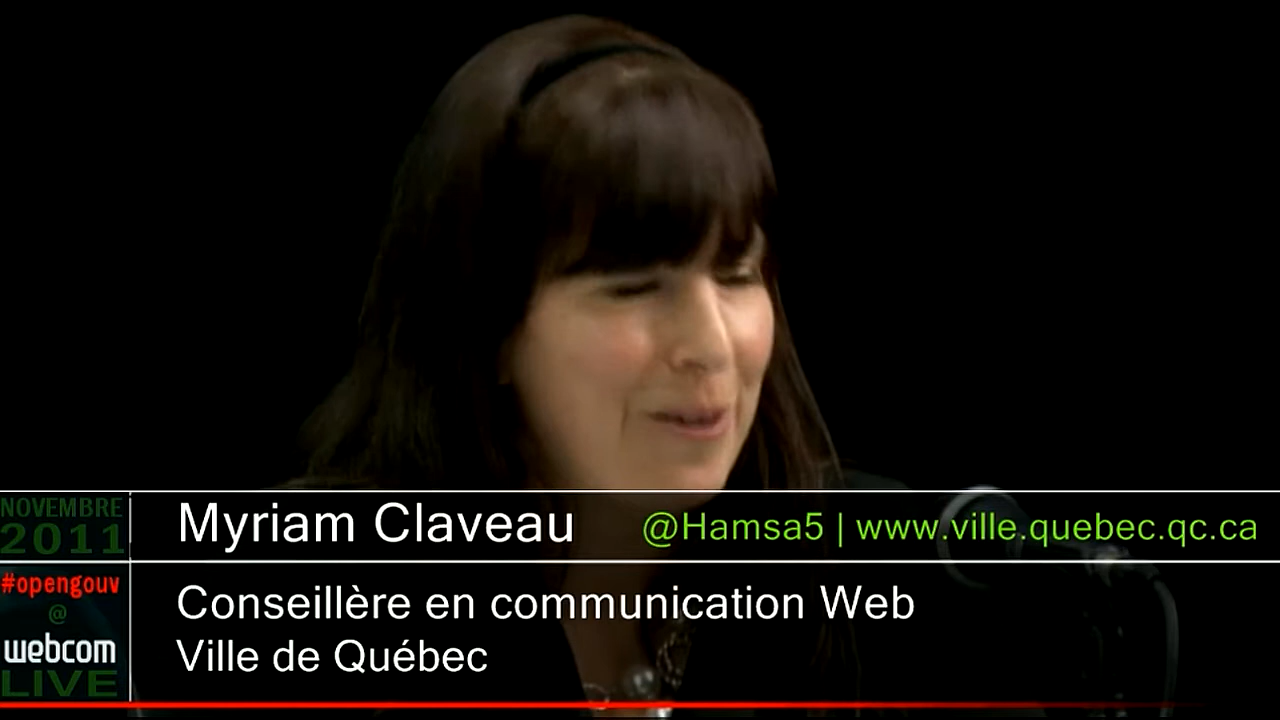 NOVEMBRE
2011
#opengouv
@
webcom
LIVE
Myriam Claveau
@Hamsa5 | www.ville.quebec.qc.ca
Conseillère en communication Web
Ville de Québec